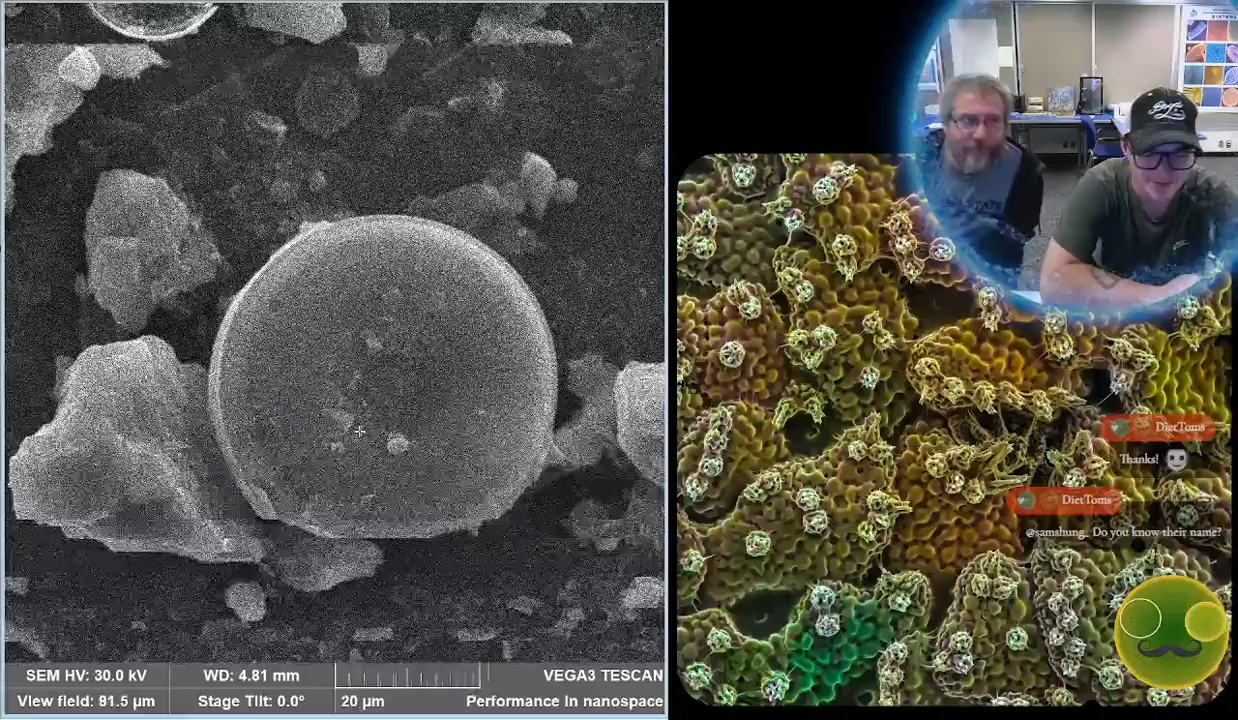 SEM HV: 30.0 kV
WD: 4.81 mm
VEGA3 TESCAN
View field: 91.5 µm
Stage Tilt: 0.0°
20 µm
Performance in nanospace
DietToms
Thanks!
DietToms
@samshung_ Do you know their name?